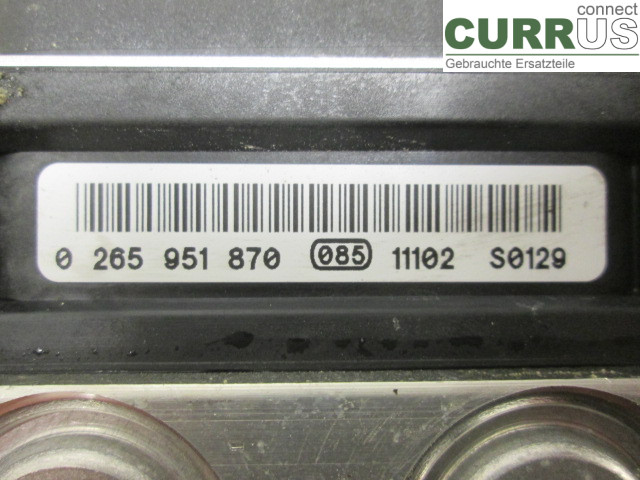 connect
CURRUS
Gebrauchte Ersatzteile
0 265 951 870 085 11102 S0129